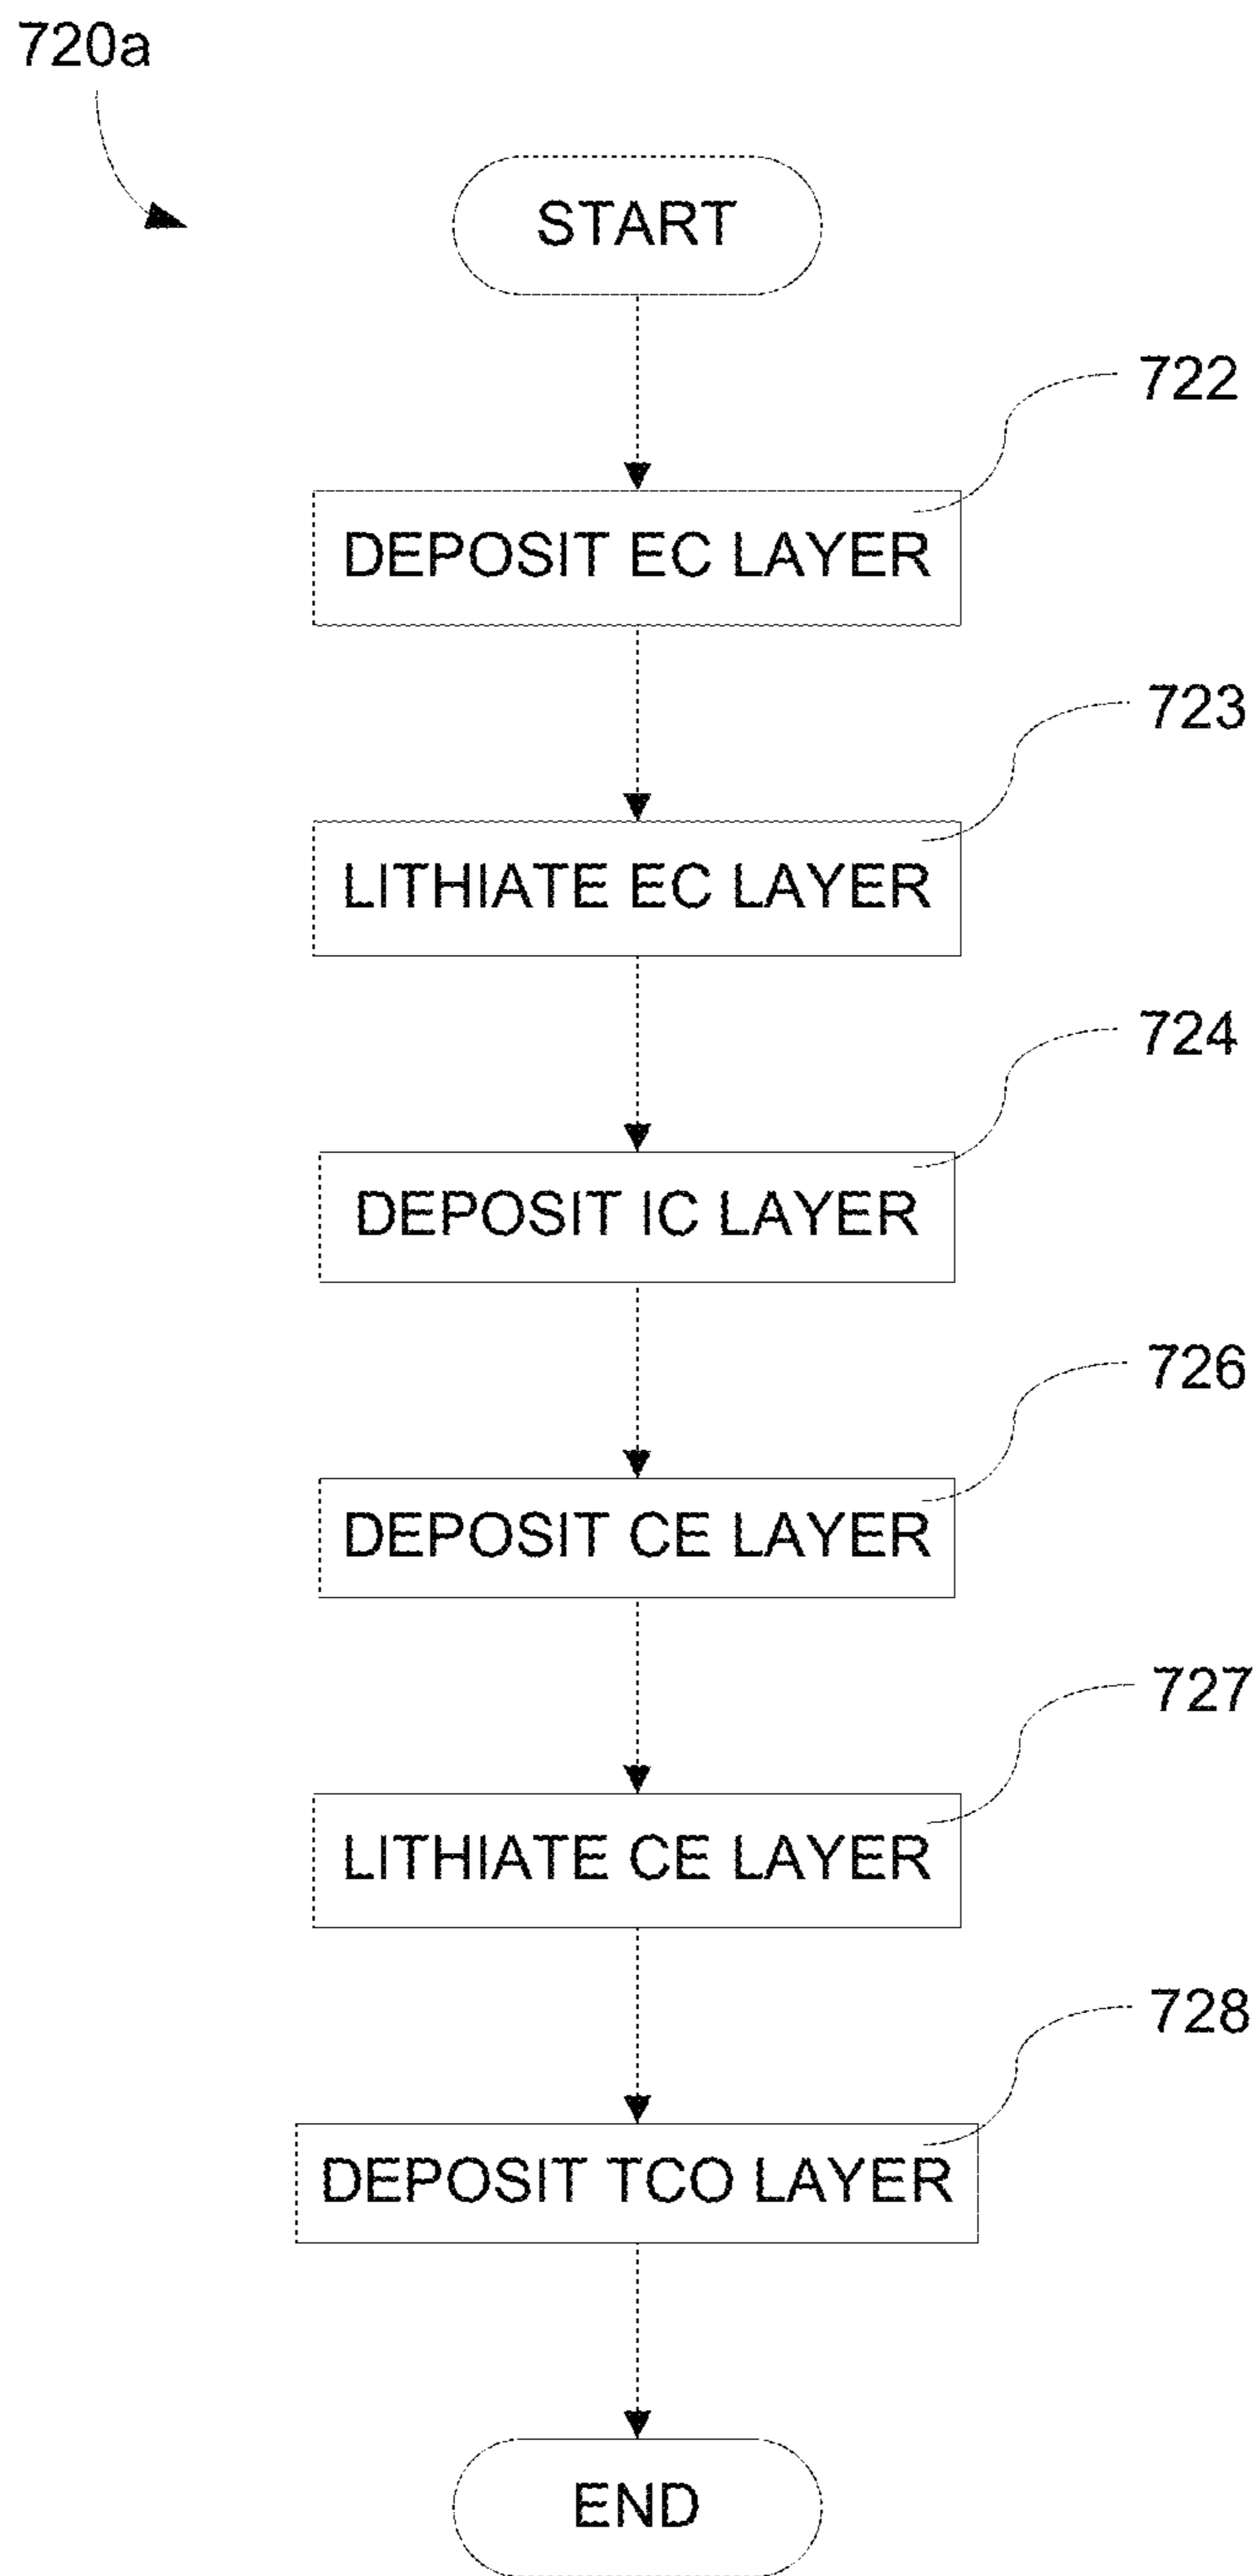 720a
START
722
DEPOSIT EC LAYER
723
LITHIATE EC LAYER
724
DEPOSIT IC LAYER
726
DEPOSIT CE LAYER
727
LITHIATE CE LAYER
728
DEPOSIT TCO LAYER
END